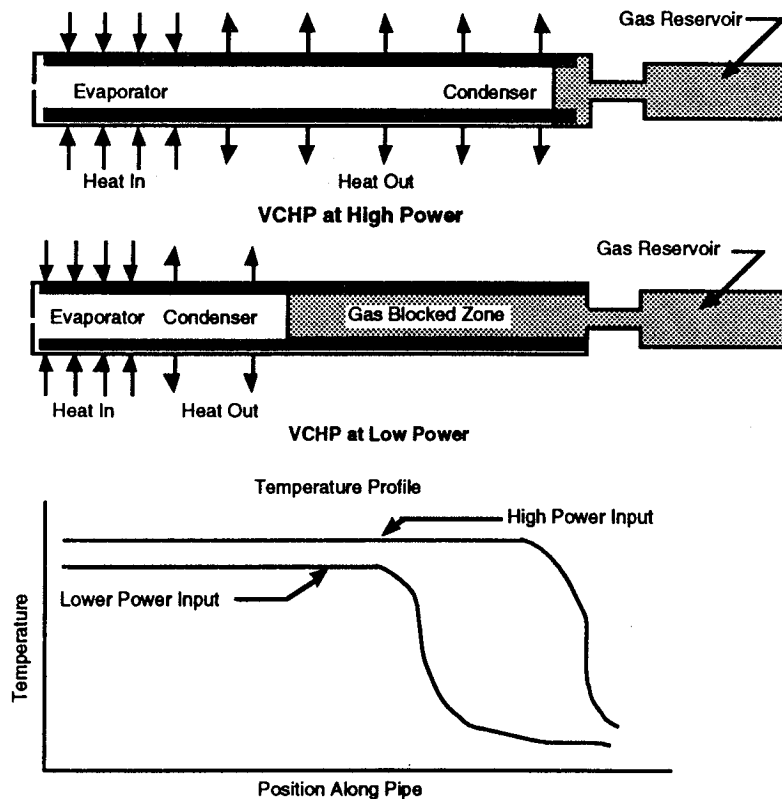 Gas Reservoir
Evaporator
Condenser
Heat In
Heat Out
VCHP at High Power
Gas Reservoir
Evaporator
Condenser
Gas Blocked Zone
Heat In
Heat Out
VCHP at Low Power
Temperature Profile
High Power Input
Lower Power Input
Temperature
Position Along Pipe